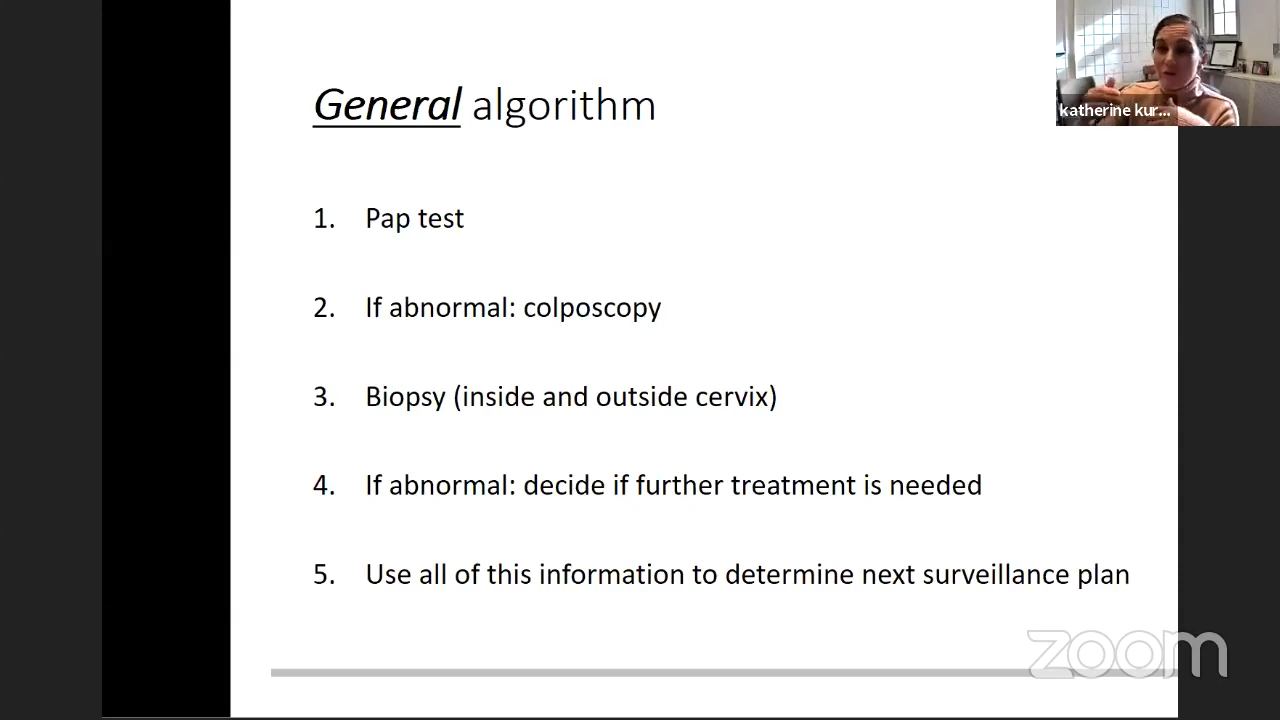 General algorithm
katherine kur...
1. Pap test
2. If abnormal: colposcopy
3. Biopsy (inside and outside cervix)
4. If abnormal: decide if further treatment is needed
5. Use all of this information to determine next surveillance plan
zoom